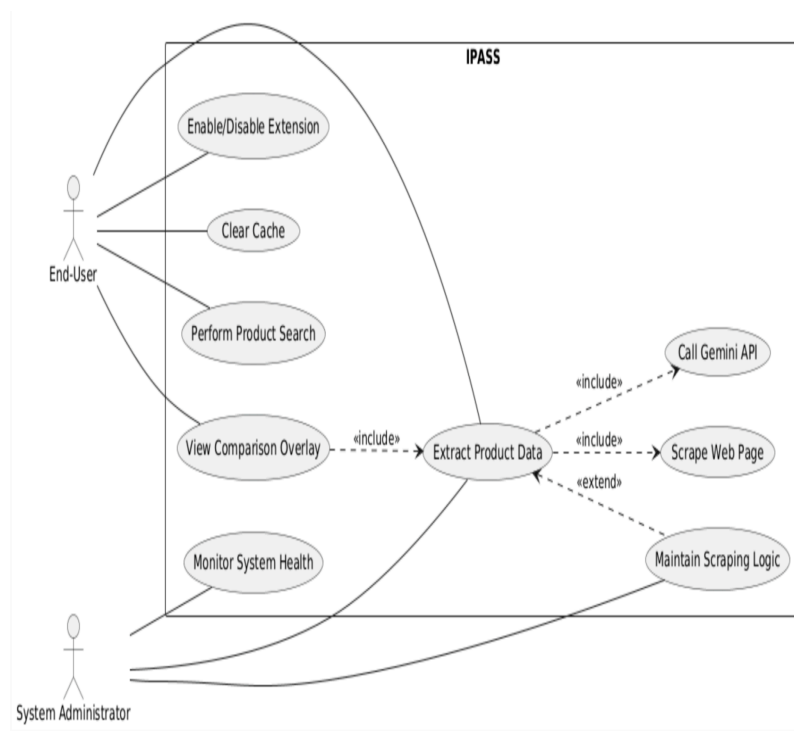 IPASS
Enable/Disable Extension
Clear Cache
End-User
Perform Product Search
Call Gemini API
«include»
View Comparison Overlay
«include»
Extract Product Data
«include»
Scrape Web Page
«extend»
Monitor System Health
Maintain Scraping Logic
System Administrator